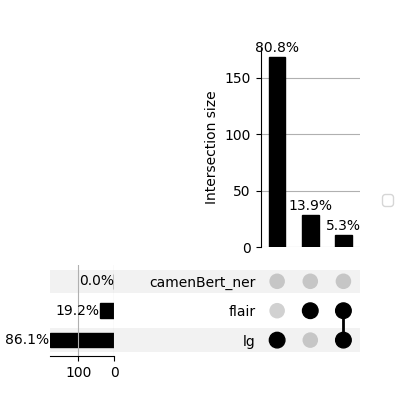 80.8%
150
100
50
0
Intersection size
13.9%
5.3%
0.0% camenBert_ner
19.2% flair
86.1% lg
100 0